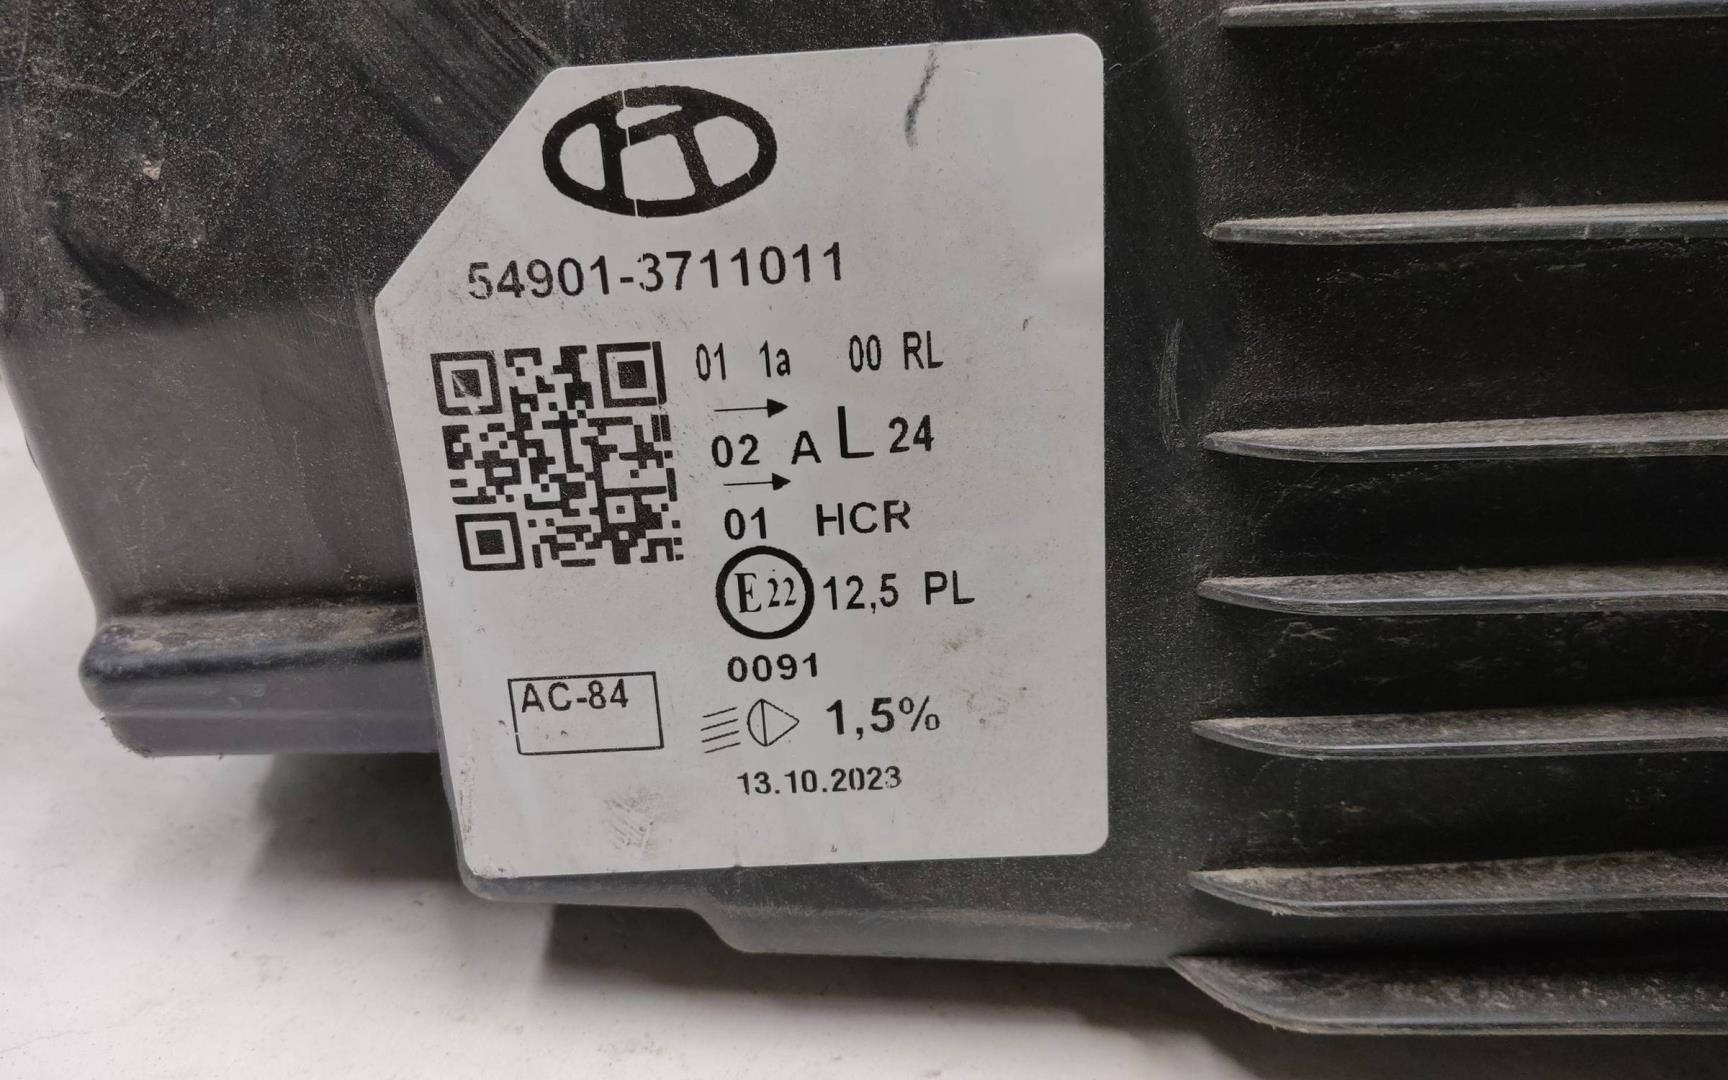 54901-3711011
01 1a 00 RL
02 A L 24
01 HCR
E22 12,5 PL
0091
AC-84
1,5%
13.10.2023